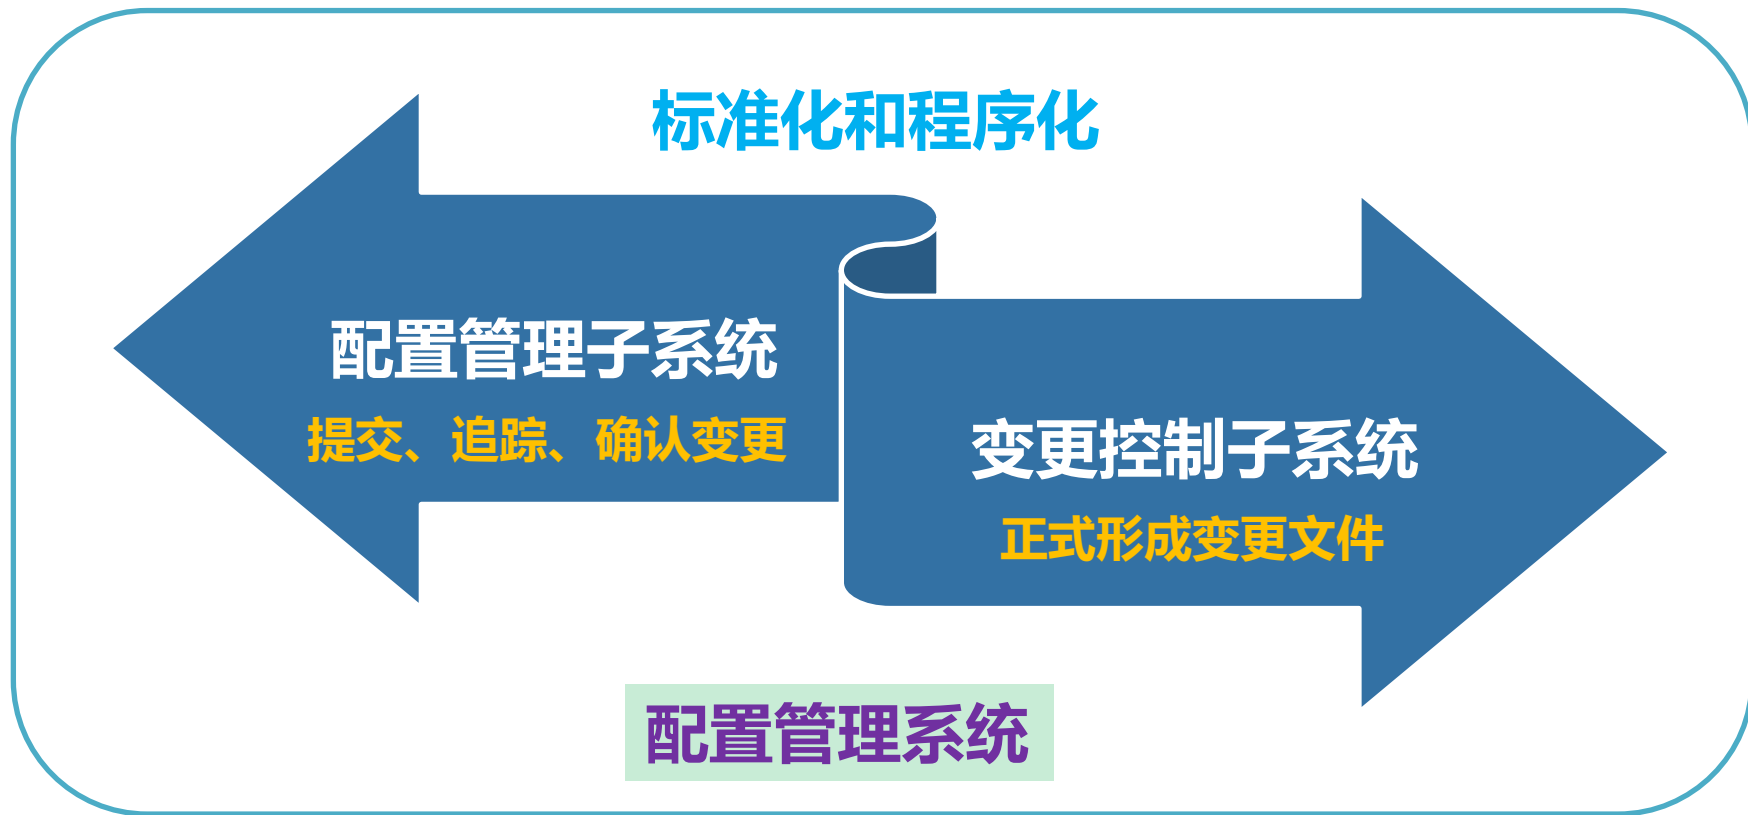 标准化和程序化
配置管理子系统
提交、追踪、确认变更
变更控制子系统
正式形成变更文件
配置管理系统